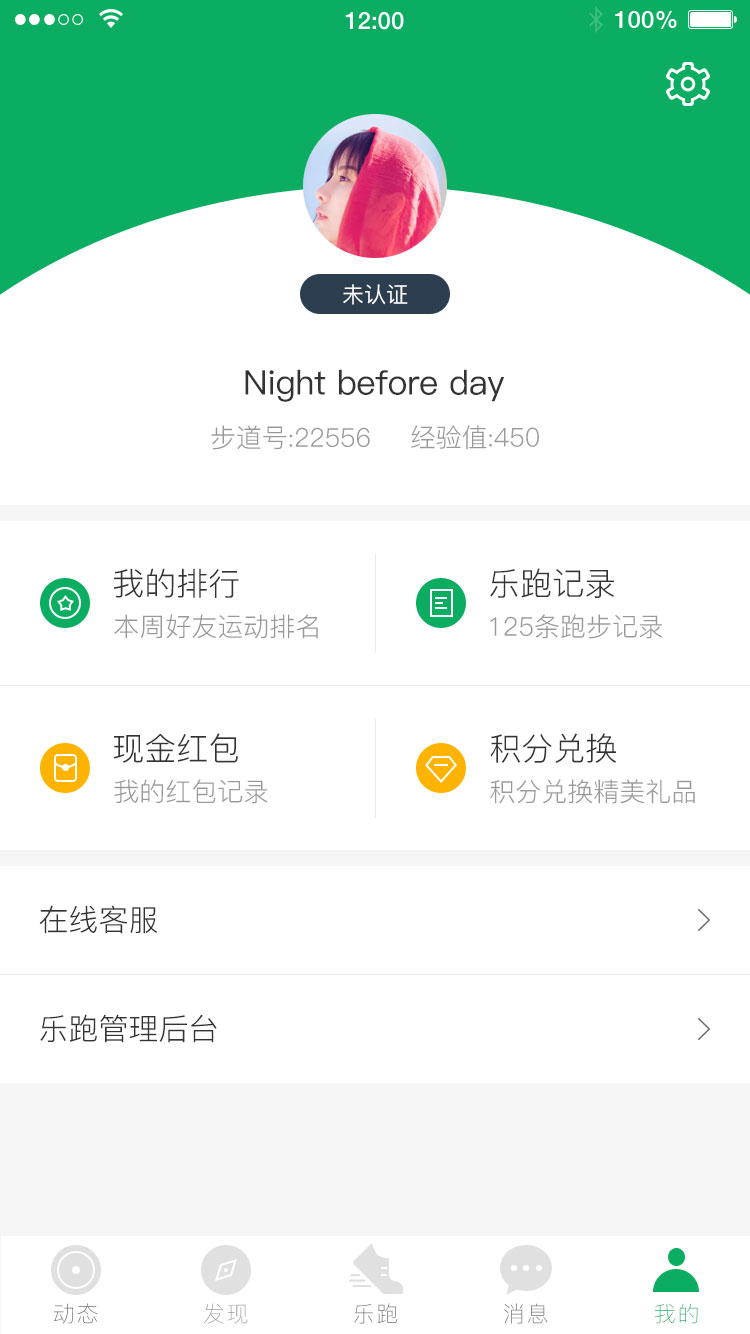 12:00
100%
未认证
Night before day
步道号:22556 经验值:450
我的排行
本周好友运动排名
乐跑记录
125条跑步记录
现金红包
我的红包记录
积分兑换
积分兑换精美礼品
在线客服
乐跑管理后台
动态
发现
乐跑
消息
我的